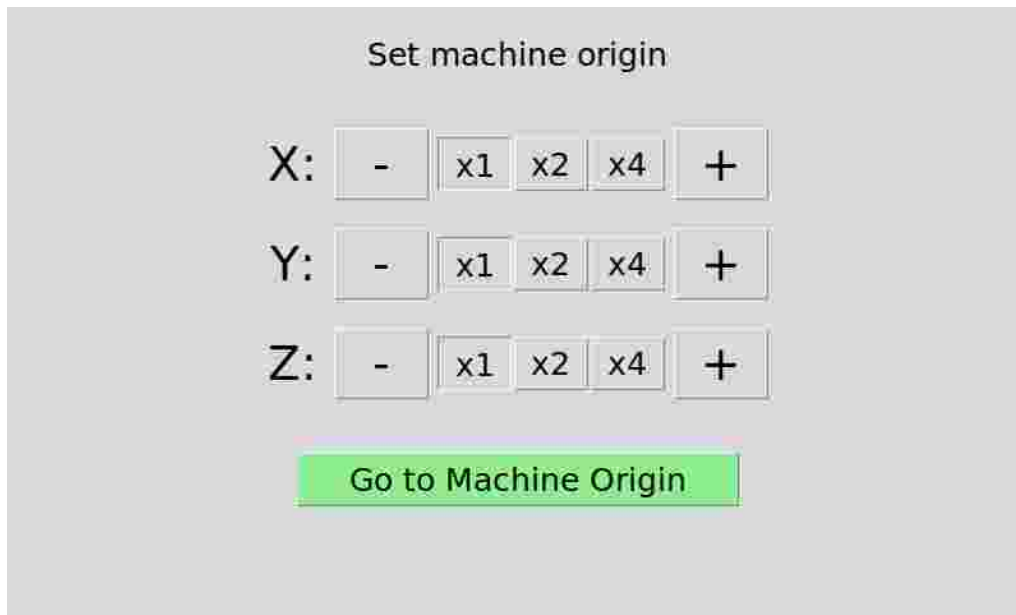 Set machine origin
X: - x1 x2 x4 +
Y: - x1 x2 x4 +
Z: - x1 x2 x4 +
Go to Machine Origin